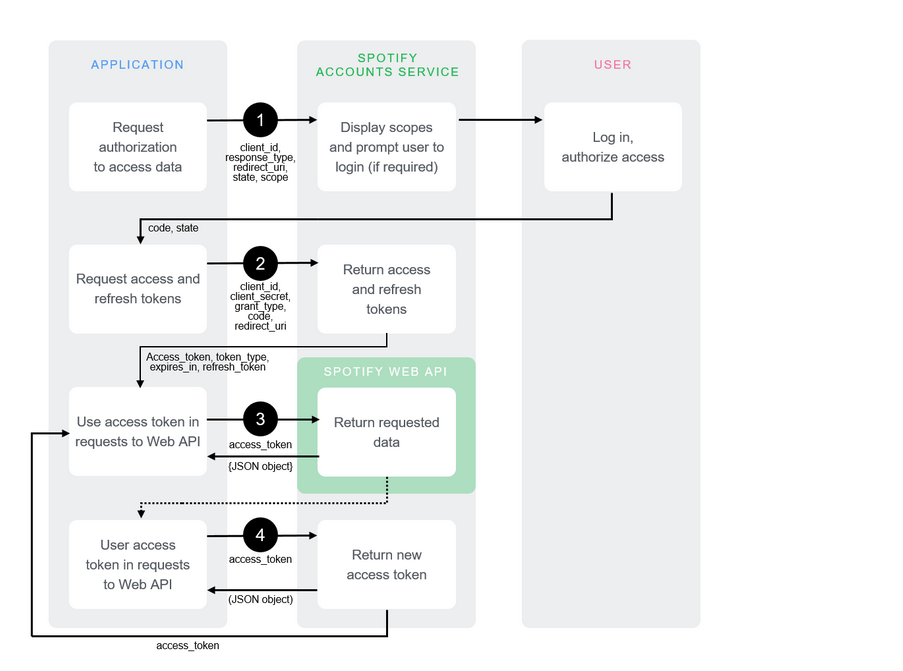 APPLICATION
SPOTIFY
ACCOUNTS SERVICE
USER
Request
authorization
to access data
1
client_id,
response_type,
redirect_uri,
state, scope
Display scopes
and prompt user to
login (if required)
Log in,
authorize access
code, state
Request access and
refresh tokens
2
client_id,
client_secret,
grant_type,
code,
redirect_uri
Return access
and refresh
tokens
Access_token, token_type,
expires_in, refresh_token
SPOTIFY WEB API
Use access token in
requests to Web API
3
access_token
{JSON object}
Return requested
data
User access
token in requests
to Web API
4
access_token
(JSON object)
Return new
access token
access_token